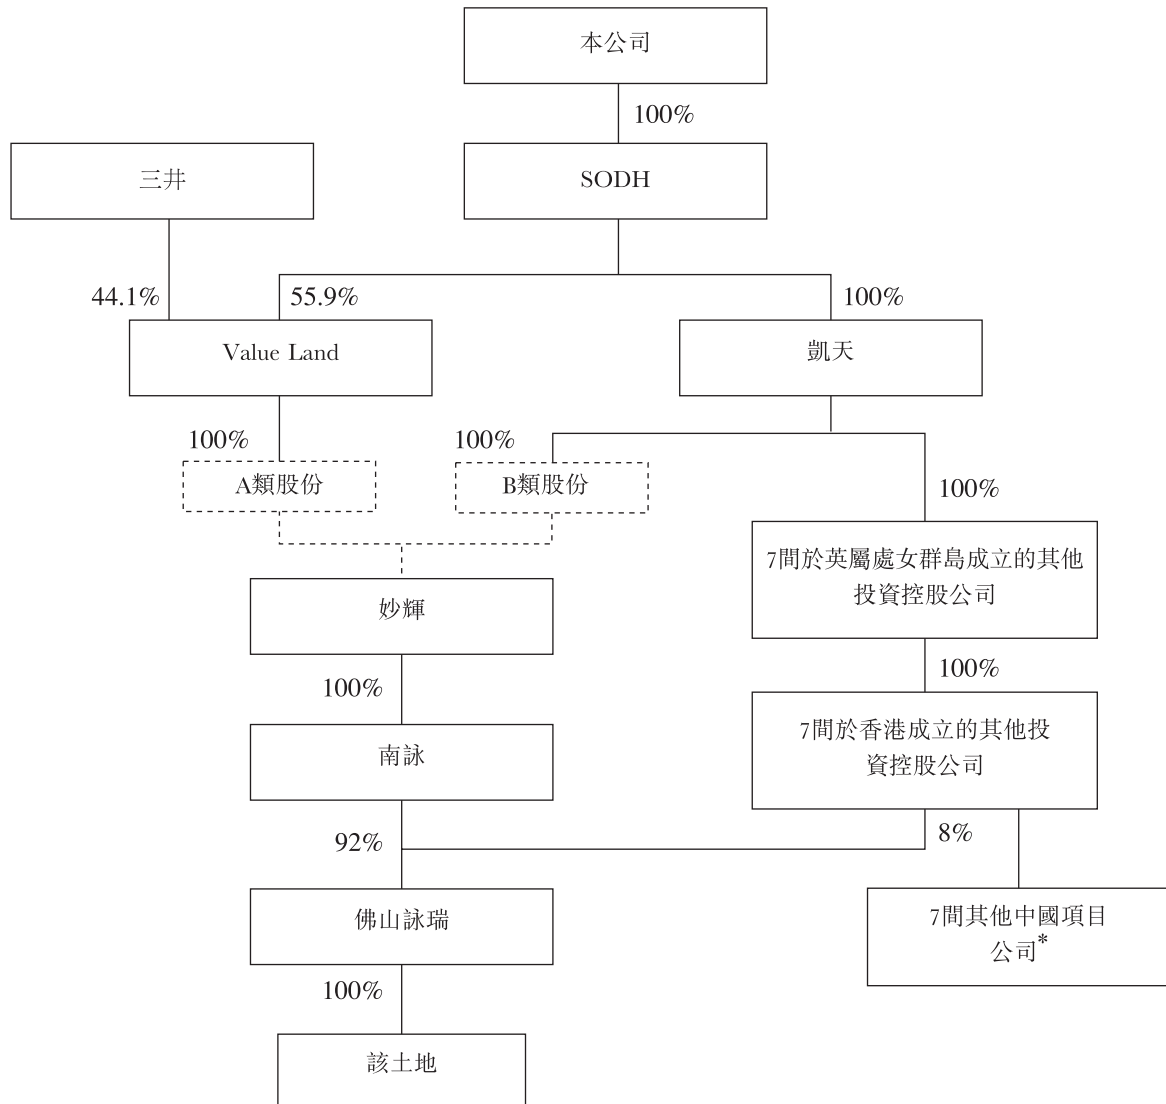 本公司
100%
三井
SODH
44.1%
55.9%
100%
Value Land
凱天
100%
100%
A類股份
B類股份
100%
7間於英屬處女群島成立的其他
投資控股公司
妙輝
100%
100%
7間於香港成立的其他投
資控股公司
南詠
92%
8%
佛山詠瑞
7間其他中國項目
公司*
100%
該土地